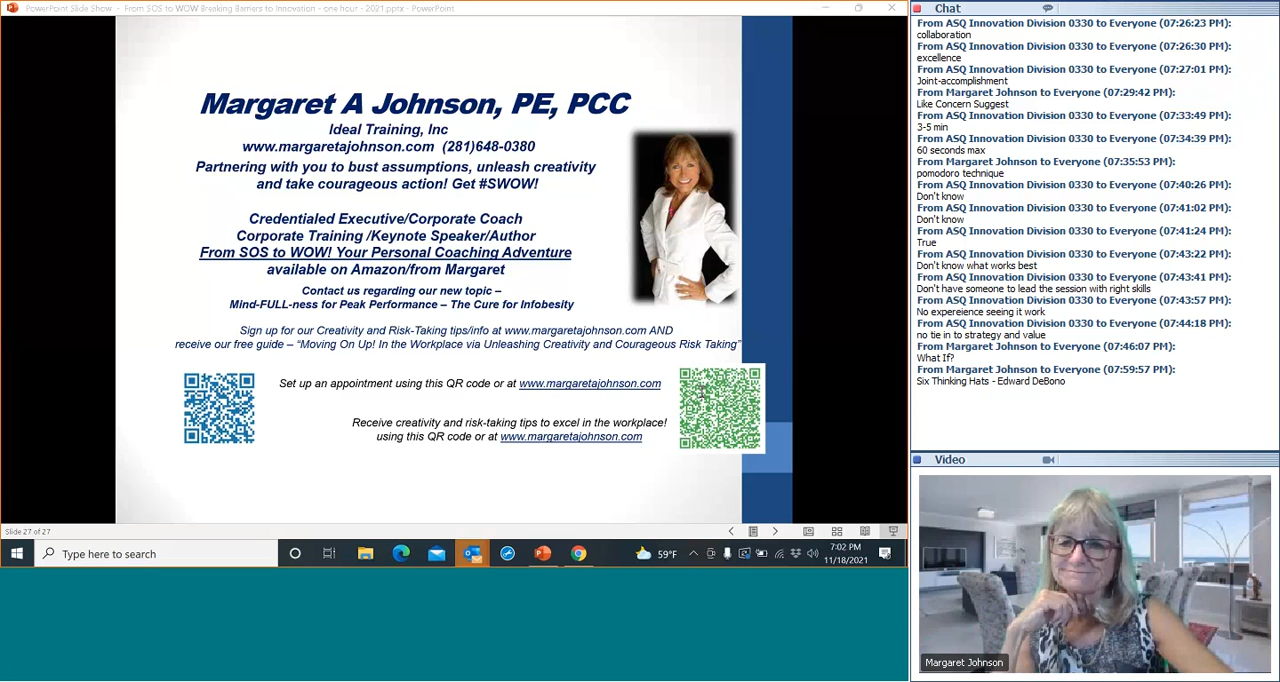 PowerPoint Slide Show - From SOS to WOW Breaking Barriers to Innovation - one hour - 2021.pptx - PowerPoint
Margaret A Johnson, PE, PCC
Ideal Training, Inc
www.margaretajohnson.com (281)648-0380
Partnering with you to bust assumptions, unleash creativity
and take courageous action! Get #SWOW!
Credentialed Executive/Corporate Coach
Corporate Training /Keynote Speaker/Author
From SOS to WOW! Your Personal Coaching Adventure
available on Amazon/from Margaret
Contact us regarding our new topic –
Mind-FULL-ness for Peak Performance – The Cure for Infobesity
Sign up for our Creativity and Risk-Taking tips/info at www.margaretajohnson.com AND
receive our free guide – "Moving On Up! In the Workplace via Unleashing Creativity and Courageous Risk Taking"
Set up an appointment using this QR code or at www.margaretajohnson.com
Receive creativity and risk-taking tips to excel in the workplace!
using this QR code or at www.margaretajohnson.com
Slide 27 of 27
Type here to search
59°F
7:02 PM
11/18/2021
Chat
From ASQ Innovation Division 0330 to Everyone (07:26:23 PM):
collaboration
From ASQ Innovation Division 0330 to Everyone (07:26:30 PM):
excellence
From ASQ Innovation Division 0330 to Everyone (07:27:01 PM):
Joint-accomplishment
From Margaret Johnson to Everyone (07:29:42 PM):
Like Concern Suggest
From ASQ Innovation Division 0330 to Everyone (07:33:49 PM):
3-5 min
From ASQ Innovation Division 0330 to Everyone (07:34:39 PM):
60 seconds max
From Margaret Johnson to Everyone (07:35:53 PM):
pomodoro technique
From ASQ Innovation Division 0330 to Everyone (07:40:26 PM):
Don't know
From ASQ Innovation Division 0330 to Everyone (07:41:02 PM):
Don't know
From ASQ Innovation Division 0330 to Everyone (07:41:24 PM):
True
From ASQ Innovation Division 0330 to Everyone (07:43:22 PM):
Don't know what works best
From ASQ Innovation Division 0330 to Everyone (07:43:41 PM):
Don't have someone to lead the session with right skills
From ASQ Innovation Division 0330 to Everyone (07:43:57 PM):
No expereience seeing it work
From ASQ Innovation Division 0330 to Everyone (07:44:18 PM):
no tie in to strategy and value
From Margaret Johnson to Everyone (07:46:07 PM):
What If?
From Margaret Johnson to Everyone (07:59:57 PM):
Six Thinking Hats - Edward DeBono
Video
Margaret Johnson